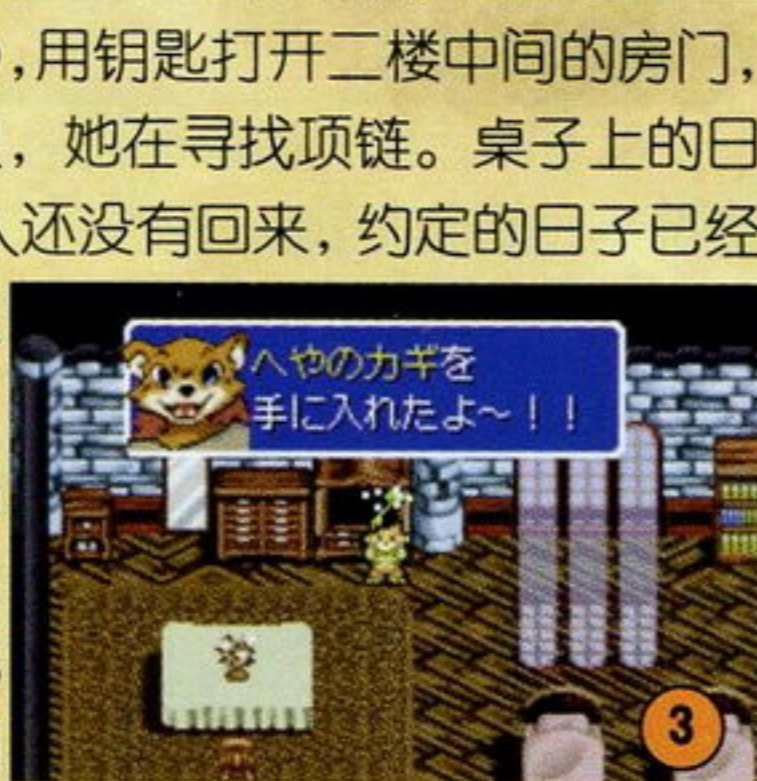 ,用钥匙打开二楼中间的房门,
,她在寻找项链。桌子上的日
人还没有回来,约定的日子已经
へやのカギを
手に入れたよ～!!
3